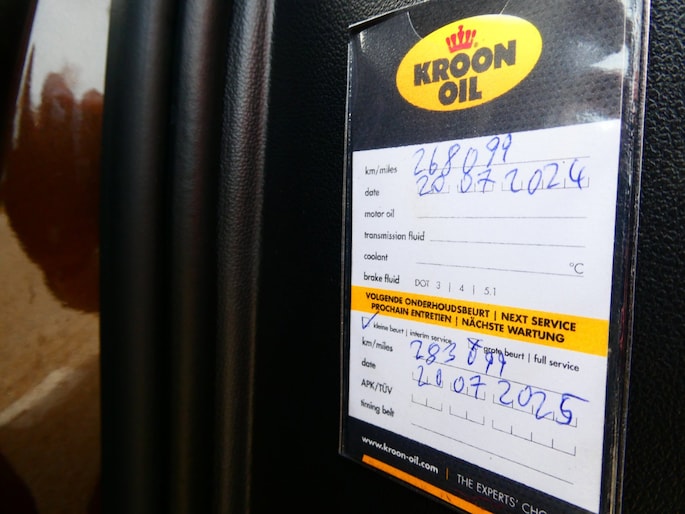 KROON
OIL
km/miles 268099
date 20 07 2024
motor oil
transmission fluid
coolant °C
brake fluid DOT 3 | 4 | 5.1
VOLGENDE ONDERHOUDSBEURT | NEXT SERVICE
PROCHAIN ENTRETIEN | NÄCHSTE WARTUNG
kleine beurt | interim service grote beurt | full service
km/miles 283099
date 20 07 2025
APK/TÜV
timing belt
www.kroon-oil.com | THE EXPERTS'